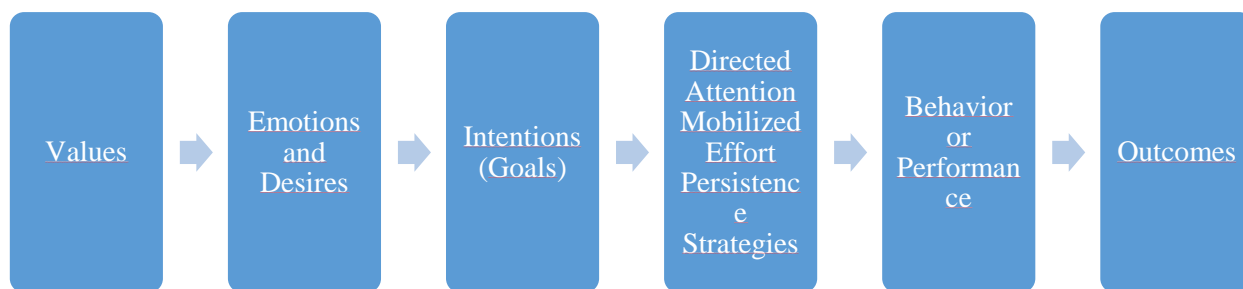 Values
Emotions
and
Desires
Intentions
(Goals)
Directed
Attention
Mobilized
Effort
Persistenc
e
Strategies
Behavior
or
Performan
ce
Outcomes